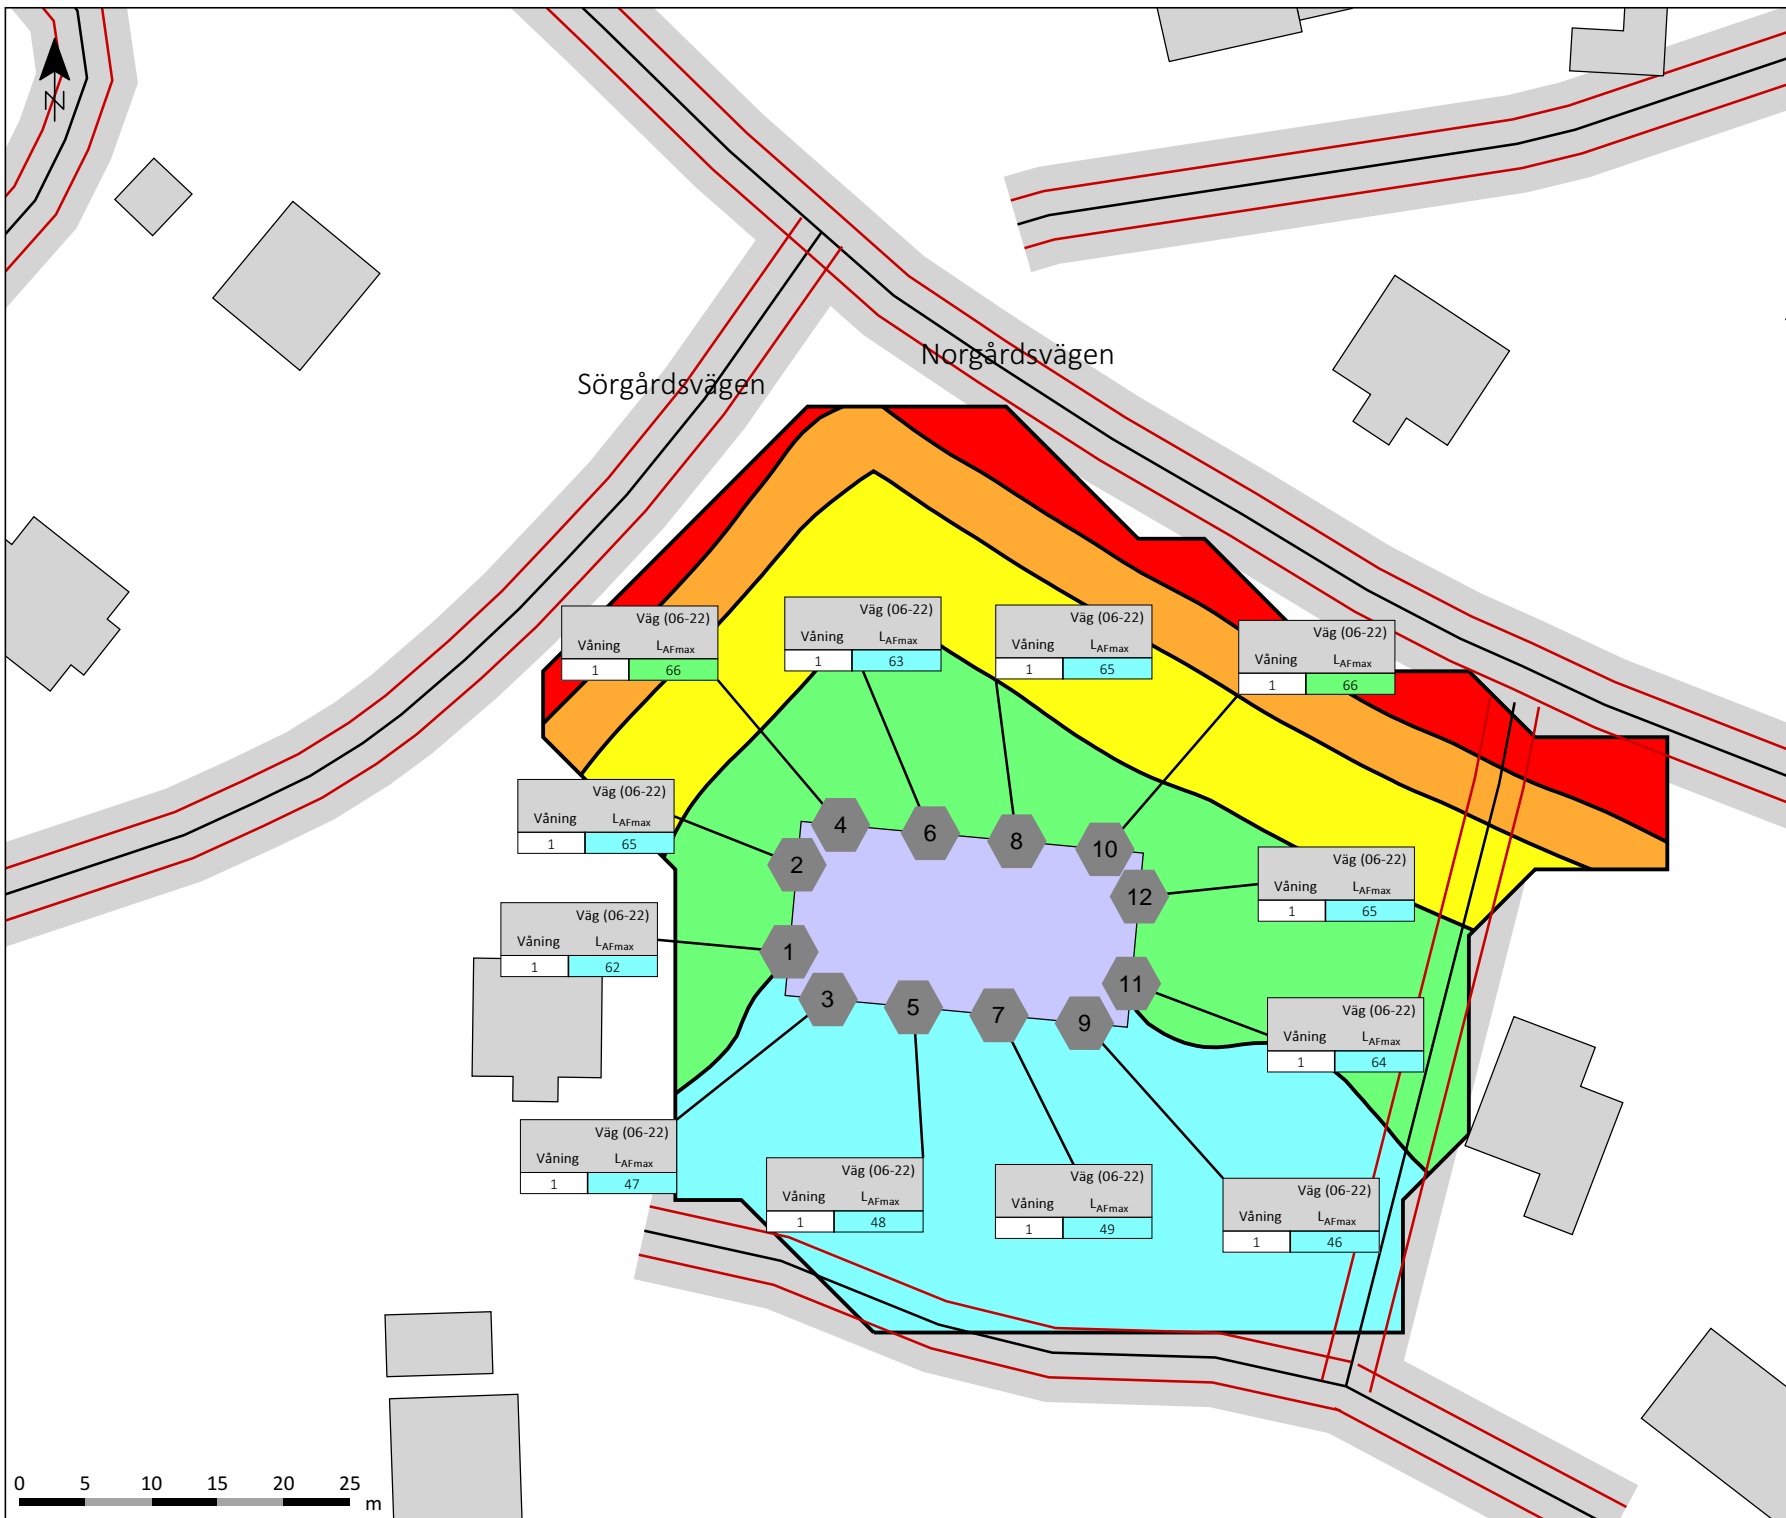 N
Norgårdsvägen
Sörgårdsvägen
Väg (06-22)
Våning LAFmax
1 66
Väg (06-22)
Våning LAFmax
1 63
Väg (06-22)
Våning LAFmax
1 65
Väg (06-22)
Våning LAFmax
1 66
Väg (06-22)
Våning LAFmax
1 65
4
6
8
10
2
12
Väg (06-22)
Våning LAFmax
1 65
Väg (06-22)
Våning LAFmax
1 62
1
3
5
7
9
11
Väg (06-22)
Våning LAFmax
1 64
Väg (06-22)
Våning LAFmax
1 47
Väg (06-22)
Våning LAFmax
1 48
Väg (06-22)
Våning LAFmax
1 49
Väg (06-22)
Våning LAFmax
1 46
0 5 10 15 20 25
m